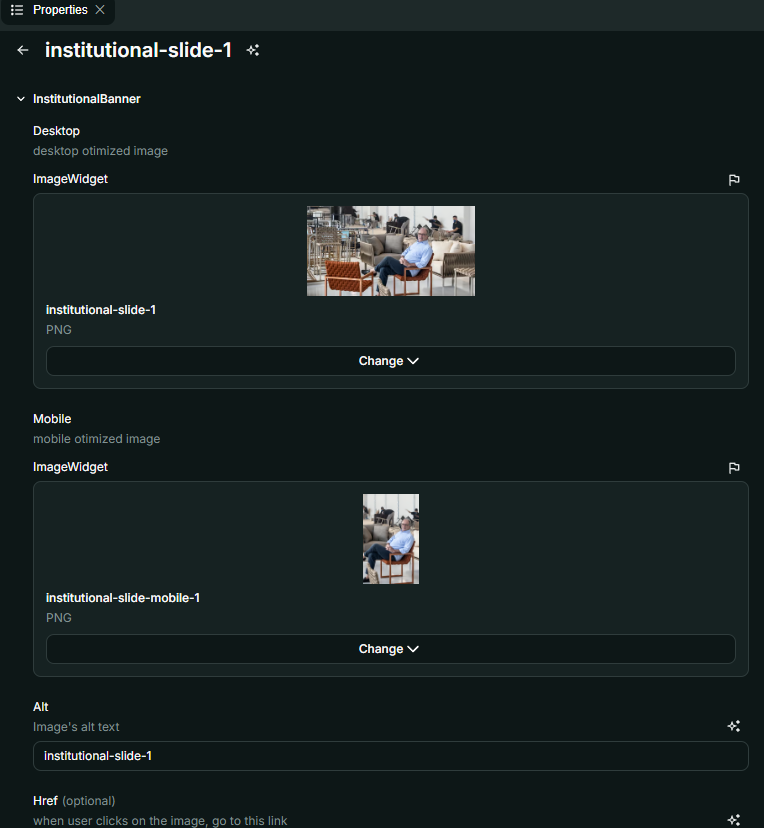 Properties
institutional-slide-1
InstitutionalBanner
Desktop
desktop otimized image
ImageWidget
institutional-slide-1
PNG
Change
Mobile
mobile otimized image
ImageWidget
institutional-slide-mobile-1
PNG
Change
Alt
Image's alt text
institutional-slide-1
Href (optional)
when user clicks on the image, go to this link